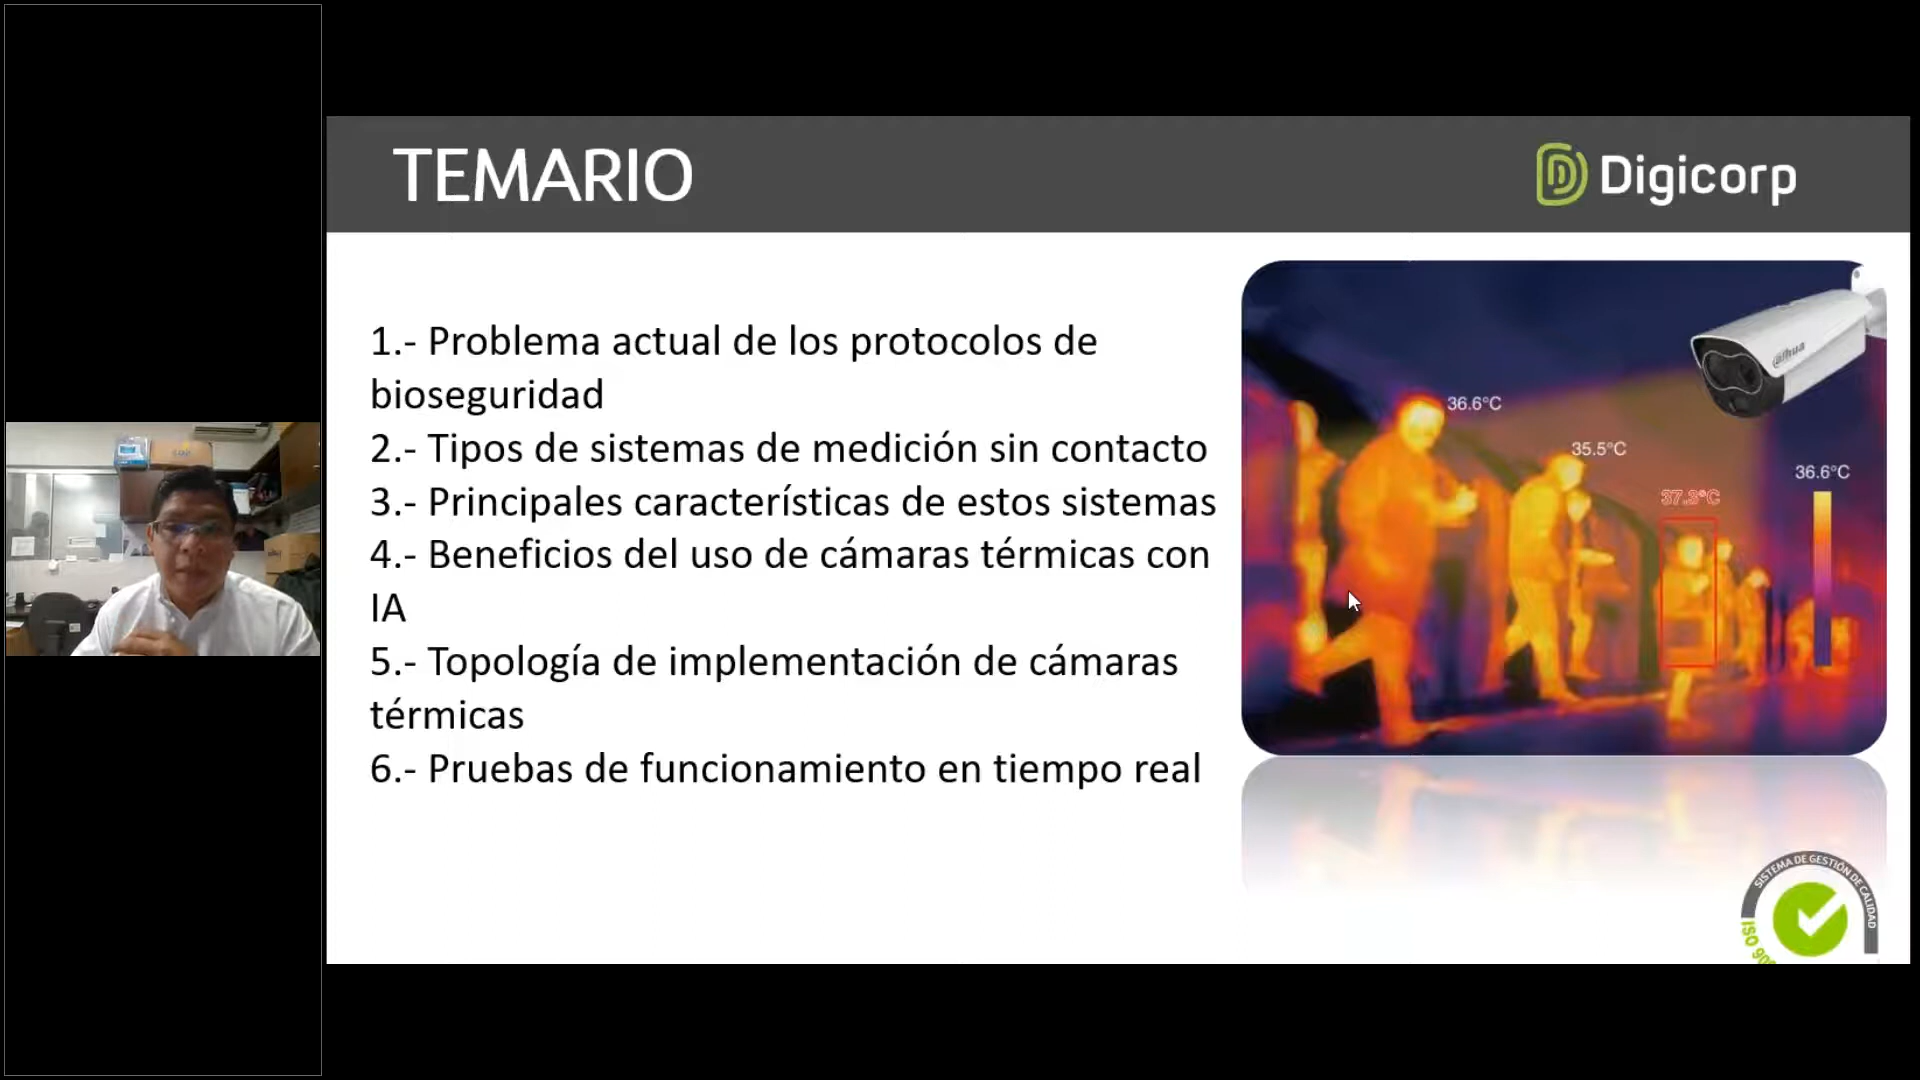 TEMARIO
Digicorp
1.- Problema actual de los protocolos de
bioseguridad
2.- Tipos de sistemas de medición sin contacto
3.- Principales características de estos sistemas
4.- Beneficios del uso de cámaras térmicas con
IA
5.- Topología de implementación de cámaras
térmicas
6.- Pruebas de funcionamiento en tiempo real
alhua
36.6°C
35.5°C
36.6°C
37.3°C
SISTEMA DE GESTIÓN DE CALIDAD
ISO